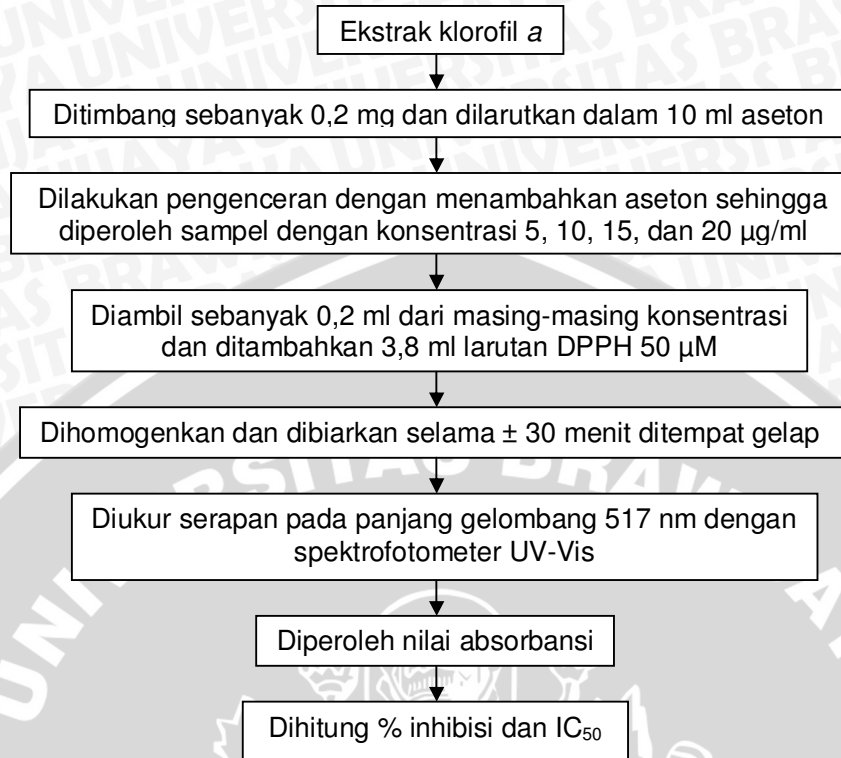 Ekstrak klorofil a
Ditimbang sebanyak 0,2 mg dan dilarutkan dalam 10 ml aseton
Dilakukan pengenceran dengan menambahkan aseton sehingga
diperoleh sampel dengan konsentrasi 5, 10, 15, dan 20 µg/ml
Diambil sebanyak 0,2 ml dari masing-masing konsentrasi
dan ditambahkan 3,8 ml larutan DPPH 50 µM
Dihomogenkan dan dibiarkan selama ± 30 menit ditempat gelap
Diukur serapan pada panjang gelombang 517 nm dengan
spektrofotometer UV-Vis
Diperoleh nilai absorbansi
Dihitung % inhibisi dan IC₅₀